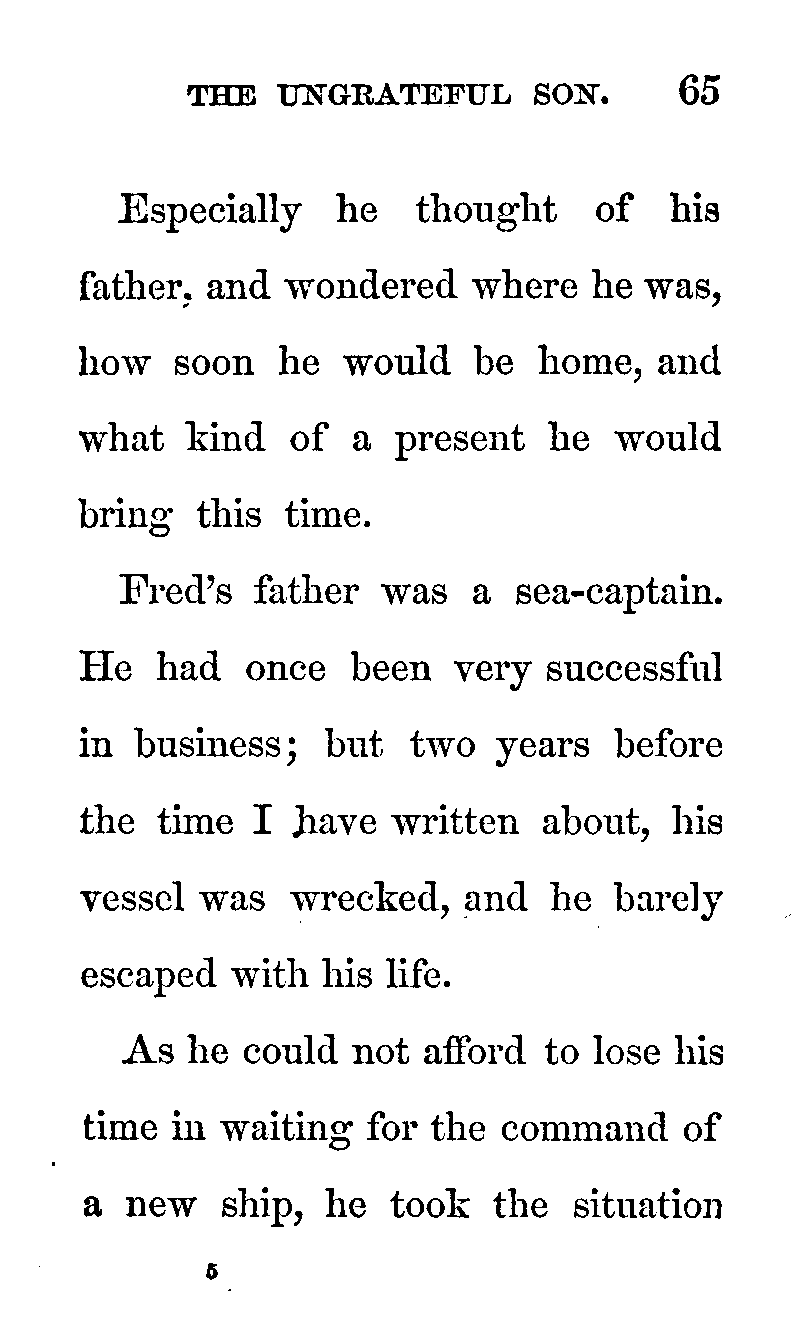 THE UNGRATEFUL SON. 65
Especially he thought of his
father, and wondered where he was,
how soon he would be home, and
what kind of a present he would
bring this time.
Fred's father was a sea-captain.
He had once been very successful
in business; but two years before
the time I have written about, his
vessel was wrecked, and he barely
escaped with his life.
As he could not afford to lose his
time in waiting for the command of
a new ship, he took the situation
5